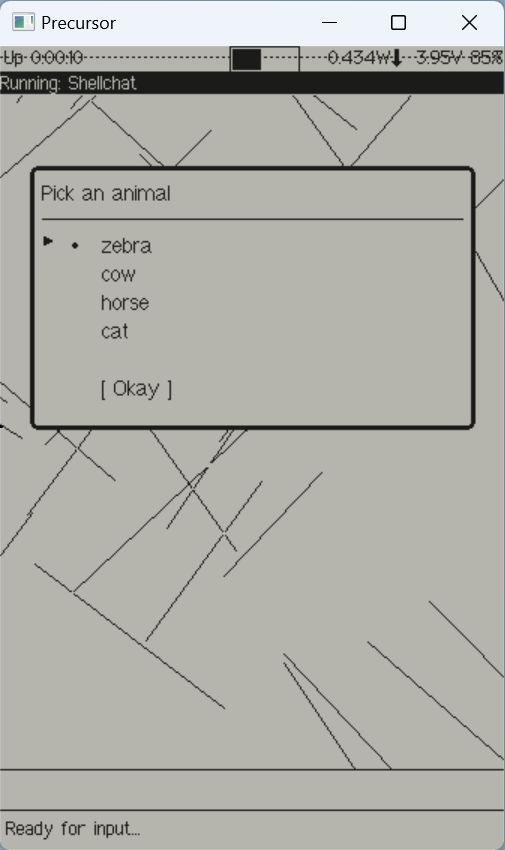 Precursor
Up 0:00:10 0.434W 3.95V 85%
Running: Shellchat
Pick an animal
zebra
cow
horse
cat
[ Okay ]
Ready for input...